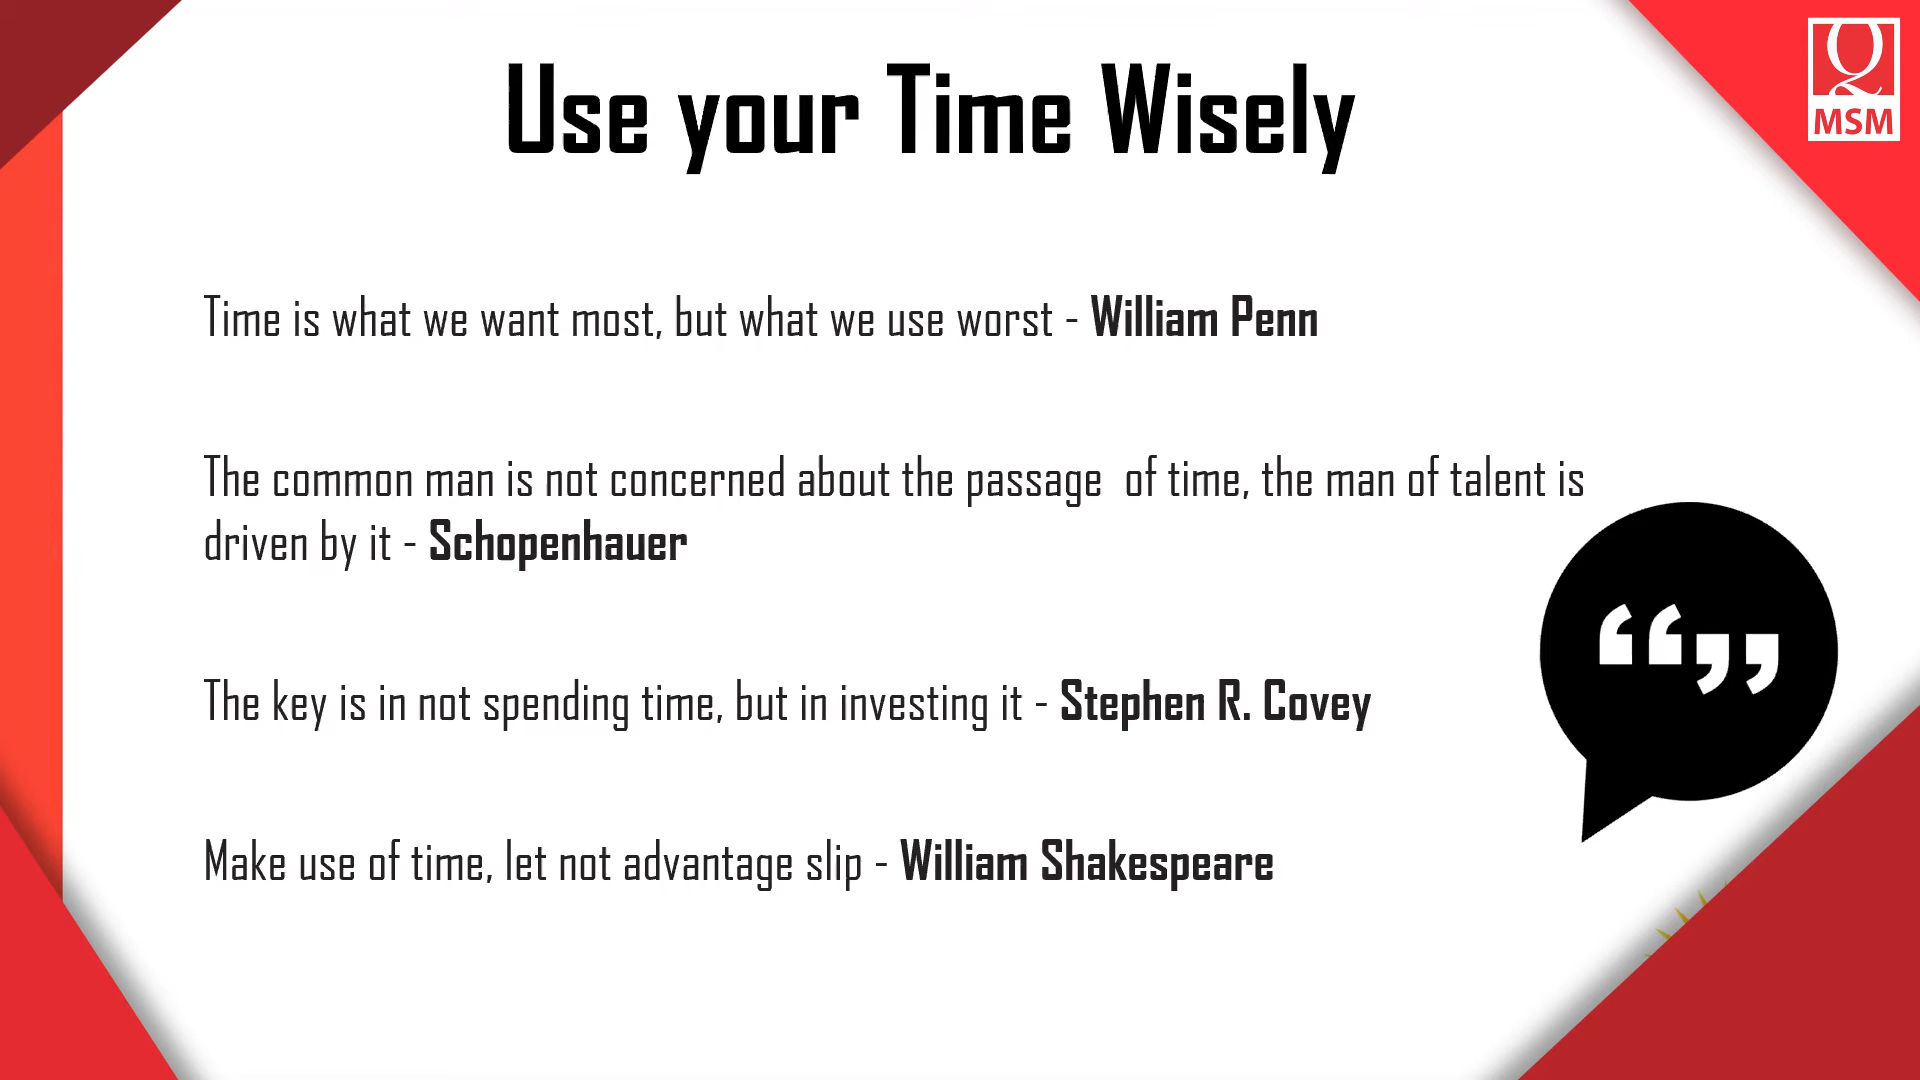 Use your Time Wisely
MSM
Time is what we want most, but what we use worst - William Penn
The common man is not concerned about the passage  of time, the man of talent is
driven by it - Schopenhauer
The key is in not spending time, but in investing it - Stephen R. Covey
Make use of time, let not advantage slip - William Shakespeare